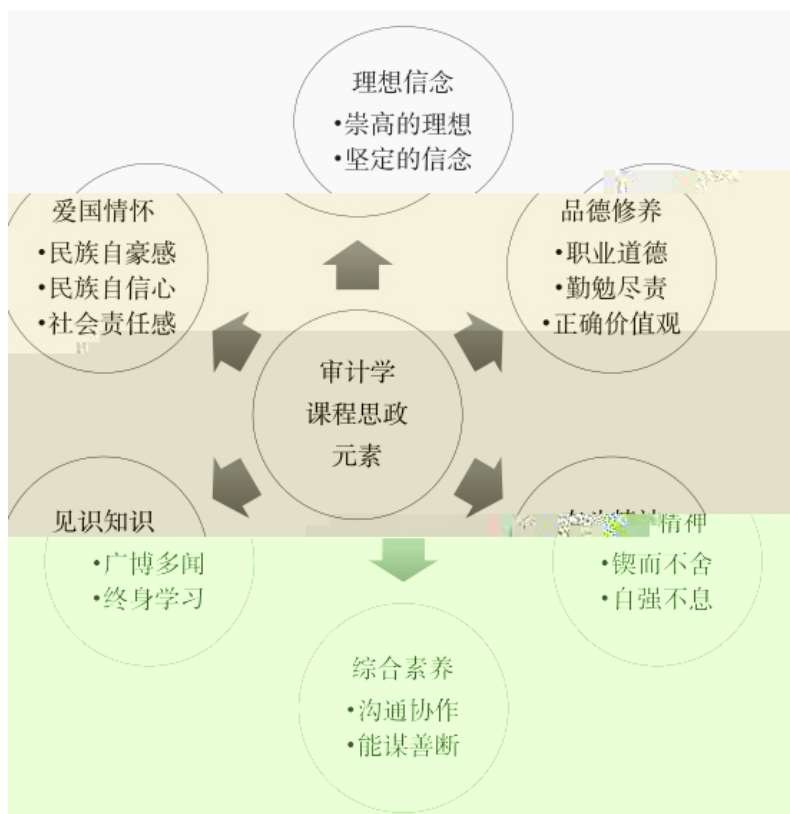 理想信念
•崇高的理想
•坚定的信念
爱国情怀
•民族自豪感
•民族自信心
•社会责任感
品德修养
•职业道德
•勤勉尽责
•正确价值观
审计学
课程思政
元素
见识知识
•广博多闻
•终身学习
精神
•锲而不舍
•自强不息
综合素养
•沟通协作
•能谋善断